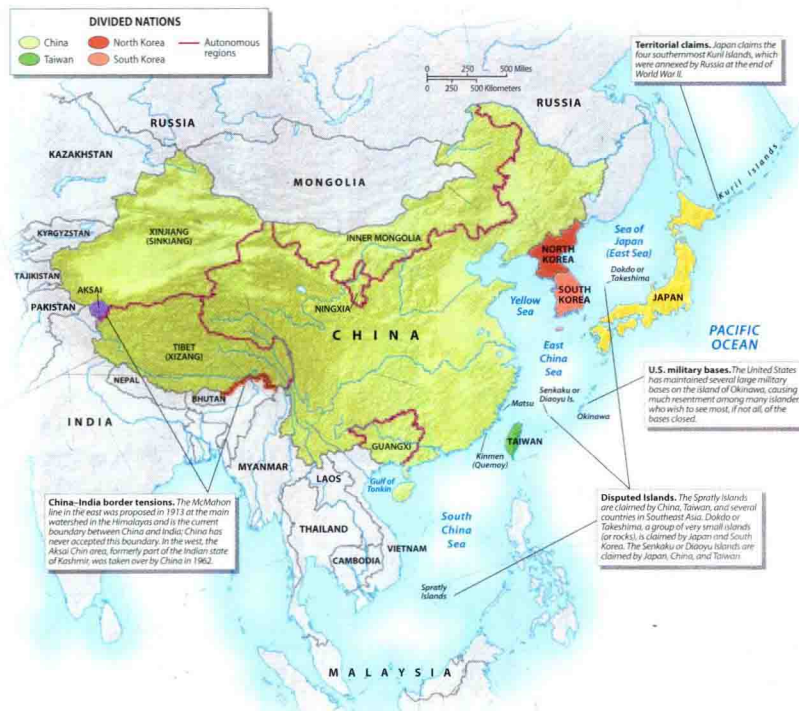 DIVIDED NATIONS
China
Taiwan
North Korea
South Korea
Autonomous
regions
0 250 500 Miles
0 250 500 Kilometers
Territorial claims. Japan claims the
four southernmost Kuril Islands, which
were annexed by Russia at the end of
World War II.
RUSSIA
RUSSIA
KAZAKHSTAN
MONGOLIA
Kuril Islands
KYRGYZSTAN
XINJIANG
(SINKIANG)
INNER MONGOLIA
Sea of
Japan
(East Sea)
NORTH
KOREA
Dokdo or
Takeshima
TAJIKISTAN
AKSAI
PAKISTAN
NINGXIA
SOUTH
KOREA
JAPAN
Yellow
Sea
CHINA
PACIFIC
OCEAN
TIBET
(XIZANG)
East
China
Sea
U.S. military bases. The United States
has maintained several large military
bases on the island of Okinawa, causing
much resentment among many islander
who wish to see most, if not all, of the
bases closed.
NEPAL
BHUTAN
Senkaku or
Diaoyu Is.
Matsu
Okinawa
INDIA
GUANGXI
TAIWAN
Kinmen
(Quemoy)
MYANMAR
LAOS
Gulf of
Tonkin
China–India border tensions. The McMahon
line in the east was proposed in 1913 at the main
watershed in the Himalayas and is the current
boundary between China and India; China has
never accepted this boundary. In the west, the
Aksai Chin area, formerly part of the Indian state
of Kashmir, was taken over by China in 1962.
Disputed Islands. The Spratly Islands
are claimed by China, Taiwan, and several
countries in Southeast Asia. Dokdo or
Takeshima, a group of very small islands
(or rocks), is claimed by Japan and South
Korea. The Senkaku or Diaoyu Islands are
claimed by Japan, China, and Taiwan
South
China
Sea
THAILAND
VIETNAM
CAMBODIA
Spratly
Islands
MALAYSIA